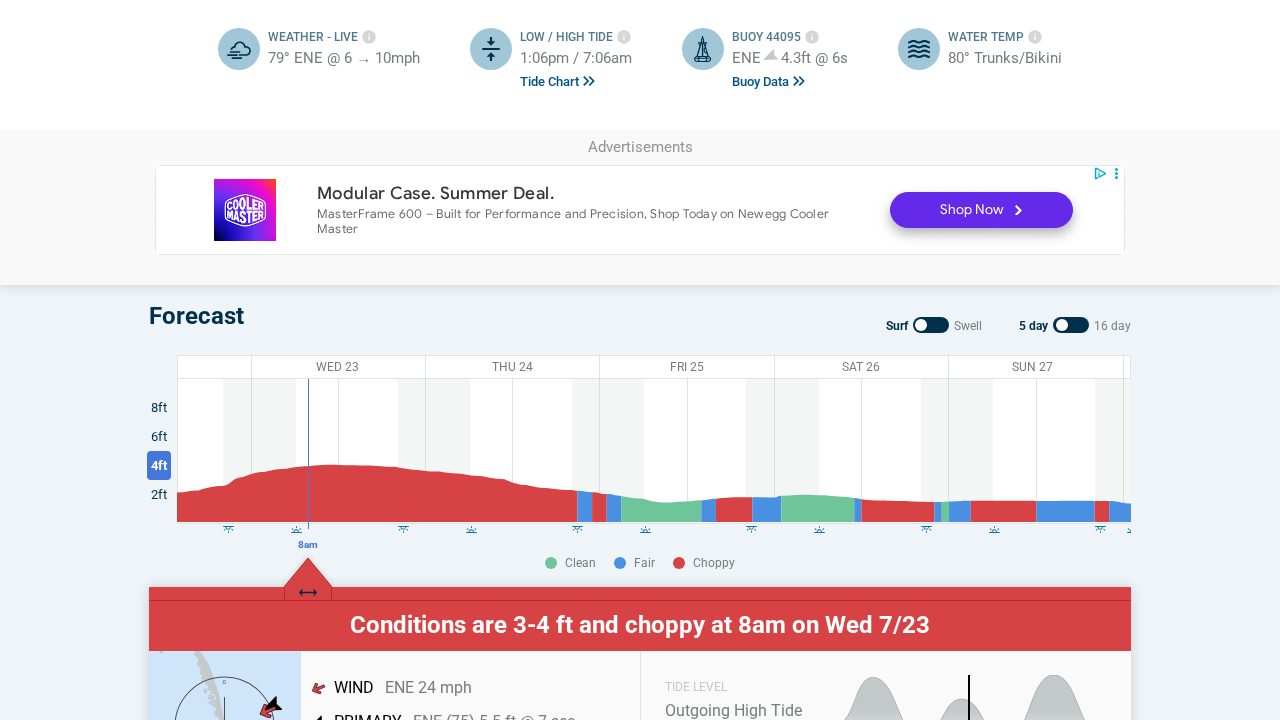 WEATHER - LIVE
79° ENE @ 6 → 10mph
LOW / HIGH TIDE
1:06pm / 7:06am
Tide Chart
BUOY 44095
ENE 4.3ft @ 6s
Buoy Data
WATER TEMP
80° Trunks/Bikini
Advertisements
COOLER MASTER
Modular Case. Summer Deal.
MasterFrame 600 – Built for Performance and Precision, Shop Today on Newegg Cooler
Master
Shop Now
Forecast
Surf Swell
5 day 16 day
WED 23 THU 24 FRI 25 SAT 26 SUN 27
8ft
6ft
4ft
2ft
8am
Clean Fair Choppy
Conditions are 3-4 ft and choppy at 8am on Wed 7/23
WIND ENE 24 mph
PRIMARY ENE (75) 5.5 ft @ 7 sec
TIDE LEVEL
Outgoing High Tide